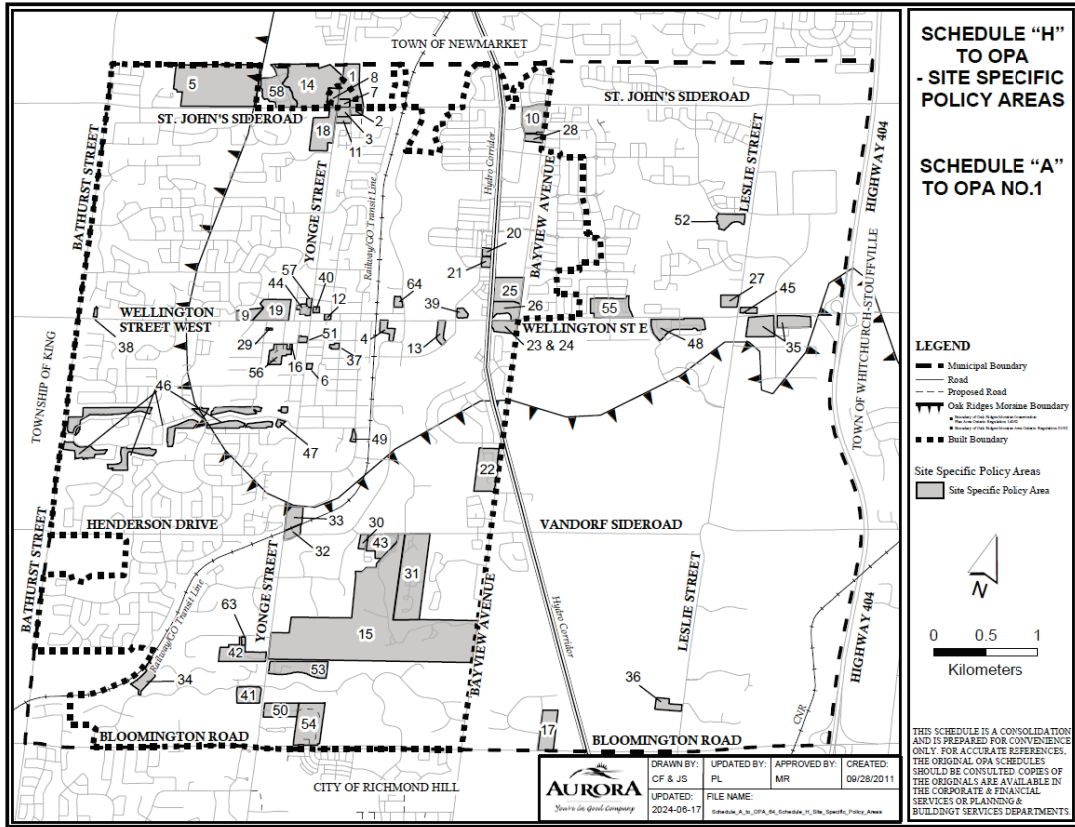 SCHEDULE “H”
TO OPA
- SITE SPECIFIC
POLICY AREAS
SCHEDULE “A”
TO OPA NO.1
TOWN OF NEWMARKET
5
58
14
1
8
7
2
3
11
18
ST. JOHN'S SIDEROAD
ST. JOHN'S SIDEROAD
10
28
BATHURST STREET
YONGE STREET
Railway/GO Transit Line
Hydro Corridor
BAYVIEW AVENUE
LESLIE STREET
HIGHWAY 404
HIGHWAY 404
TOWN OF WHITCHURCH-STOUFFVILLE
52
20
21
57
44
40
12
64
39
25
26
55
27
45
9
19
WELLINGTON
STREET WEST
WELLINGTON ST E
38
29
51
4
13
23 & 24
48
35
56
16
37
6
TOWNSHIP OF KING
46
47
49
22
HENDERSON DRIVE
VANDORF SIDEROAD
33
32
30
43
31
15
BATHURST STREET
YONGE STREET
Railway/GO Transit Line
BAYVIEW AVENUE
Hydro Corridor
LESLIE STREET
HIGHWAY 404
CNR
63
42
53
34
41
50
54
36
17
BLOOMINGTON ROAD
BLOOMINGTON ROAD
CITY OF RICHMOND HILL
LEGEND
Municipal Boundary
Road
Proposed Road
Oak Ridges Moraine Boundary
Built Boundary
Site Specific Policy Areas
Site Specific Policy Area
N
0 0.5 1
Kilometers
THIS SCHEDULE IS A CONSOLIDATION
AND IS PREPARED FOR CONVENIENCE
ONLY. FOR ACCURATE REFERENCES,
THE ORIGINAL OPA SCHEDULES
SHOULD BE CONSULTED COPIES OF
THE ORIGINALS ARE AVAILABLE IN
THE CORPORATE & FINANCIAL
SERVICES OR PLANNING &
BUILDINGT SERVICES DEPARTMENTS.
AURORA
You're in Good Company
DRAWN BY:
CF & JS
UPDATED BY:
PL
APPROVED BY:
MR
CREATED:
09/28/2011
UPDATED:
2024-06-17
FILE NAME:
Schedule_A_to_OPA_64_Schedule_H_Site_Specific_Policy_Areas